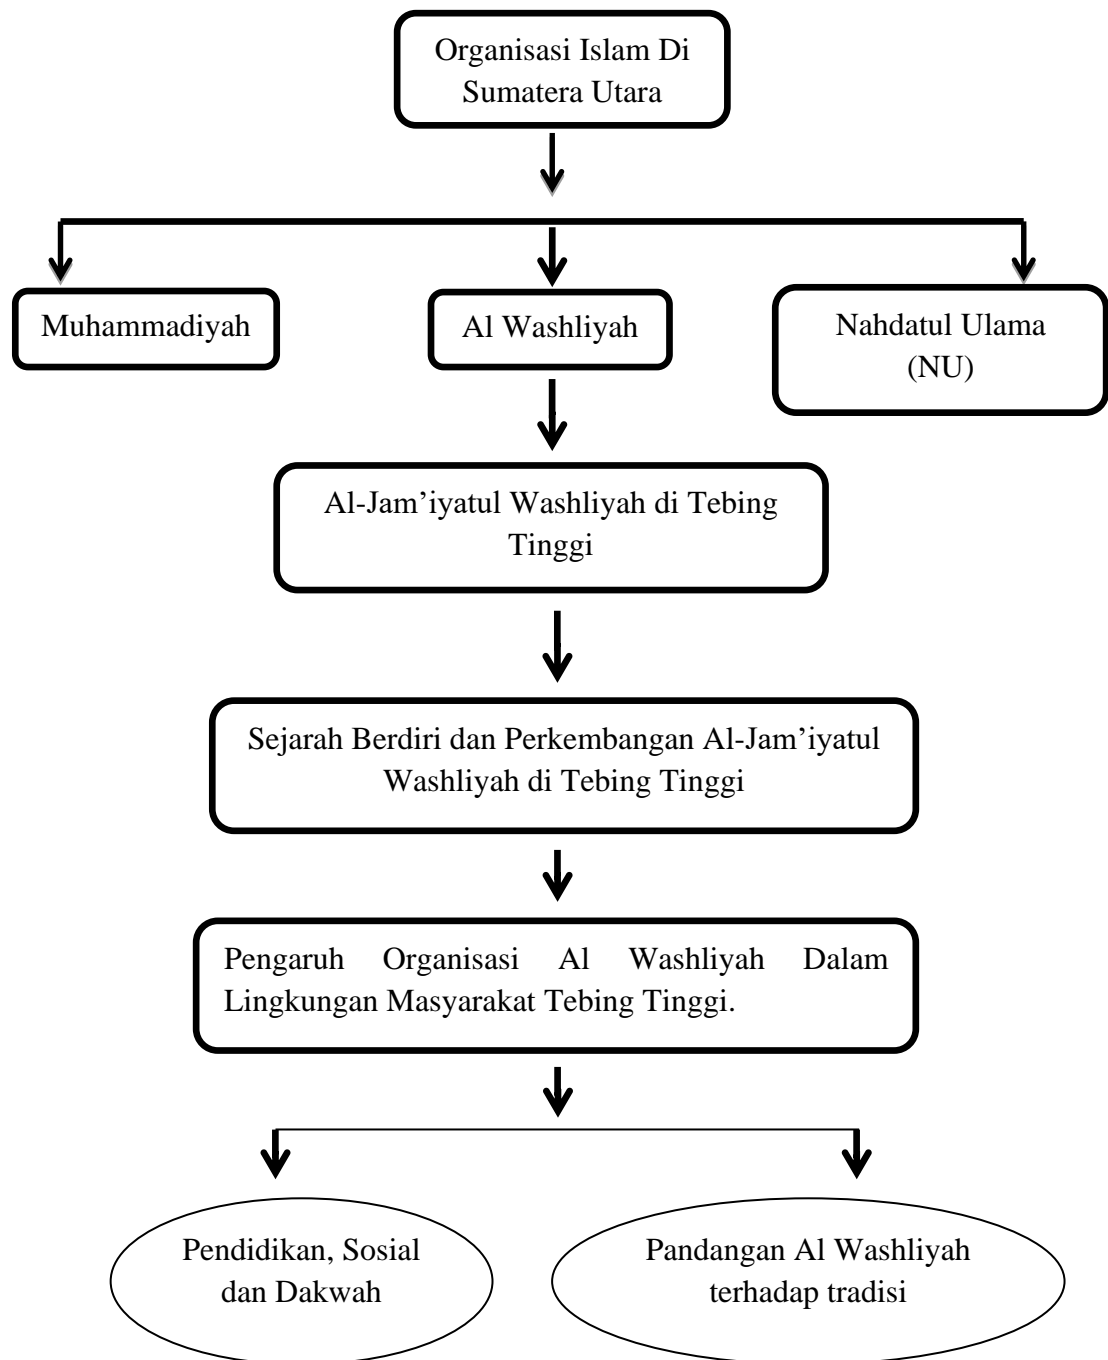 Organisasi Islam Di
Sumatera Utara
Muhammadiyah
Al Washliyah
Nahdatul Ulama
(NU)
Al-Jam’iyatul Washliyah di Tebing
Tinggi
Sejarah Berdiri dan Perkembangan Al-Jam’iyatul
Washliyah di Tebing Tinggi
Pengaruh Organisasi Al Washliyah Dalam
Lingkungan Masyarakat Tebing Tinggi.
Pendidikan, Sosial
dan Dakwah
Pandangan Al Washliyah
terhadap tradisi